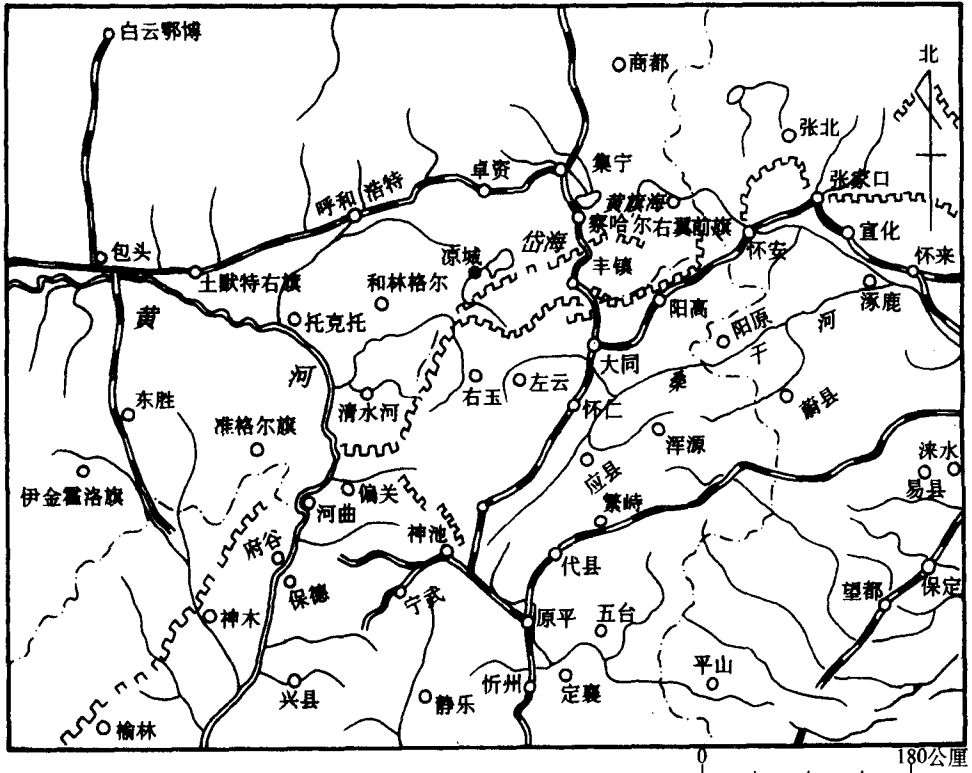 白云鄂博
商都
北
张北
集宁
卓资
张家口
呼和浩特
黄旗海
察哈尔右翼前旗
宣化
岱海
凉城
怀安
怀来
包头
土默特右旗
和林格尔
丰镇
涿鹿
黄
托克托
阳高
阳原
河
大同
干
河
桑
右玉
左云
清水河
怀仁
蔚县
东胜
准格尔旗
浑源
涞水
伊金霍洛旗
偏关
应县
易县
河曲
繁峙
神池
府谷
代县
保德
宁武
望都
保定
神木
原平
五台
平山
忻州
定襄
兴县
静乐
榆林
0
180公厘